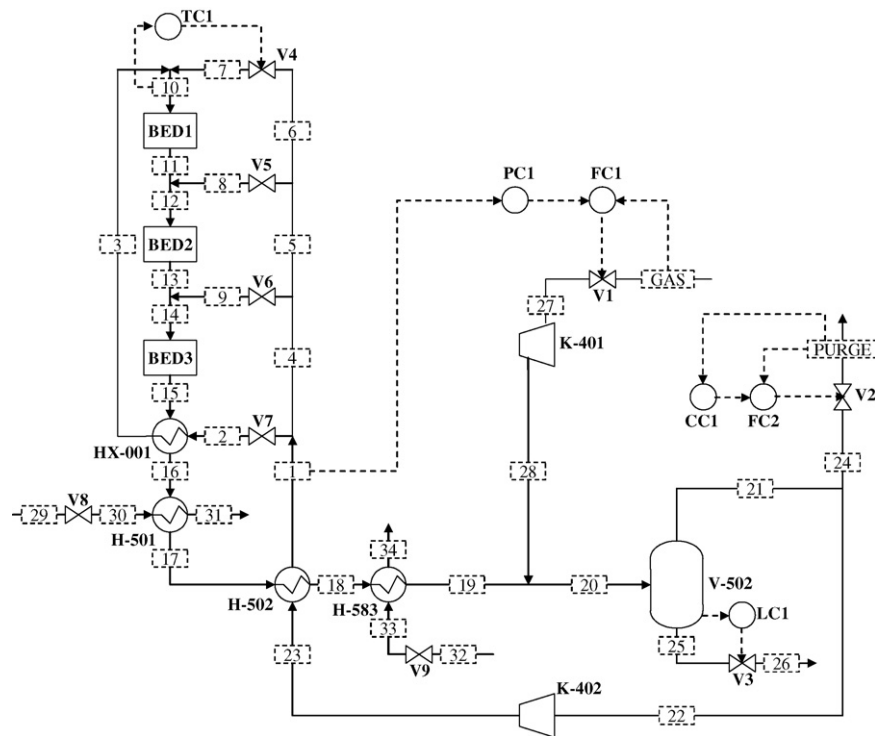 TC1
V4
7
10
BED1
6
11
V5
PC1
FC1
8
12
3
BED2
5
13
V6
GAS
9
V1
27
14
K-401
PURGE
BED3
4
15
V2
CC1
FC2
V7
2
HX-001
16
1
28
24
V8
21
29
30
31
H-501
34
17
V-502
18
19
20
H-502
H-583
LC1
33
25
23
32
26
V9
V3
K-402
22